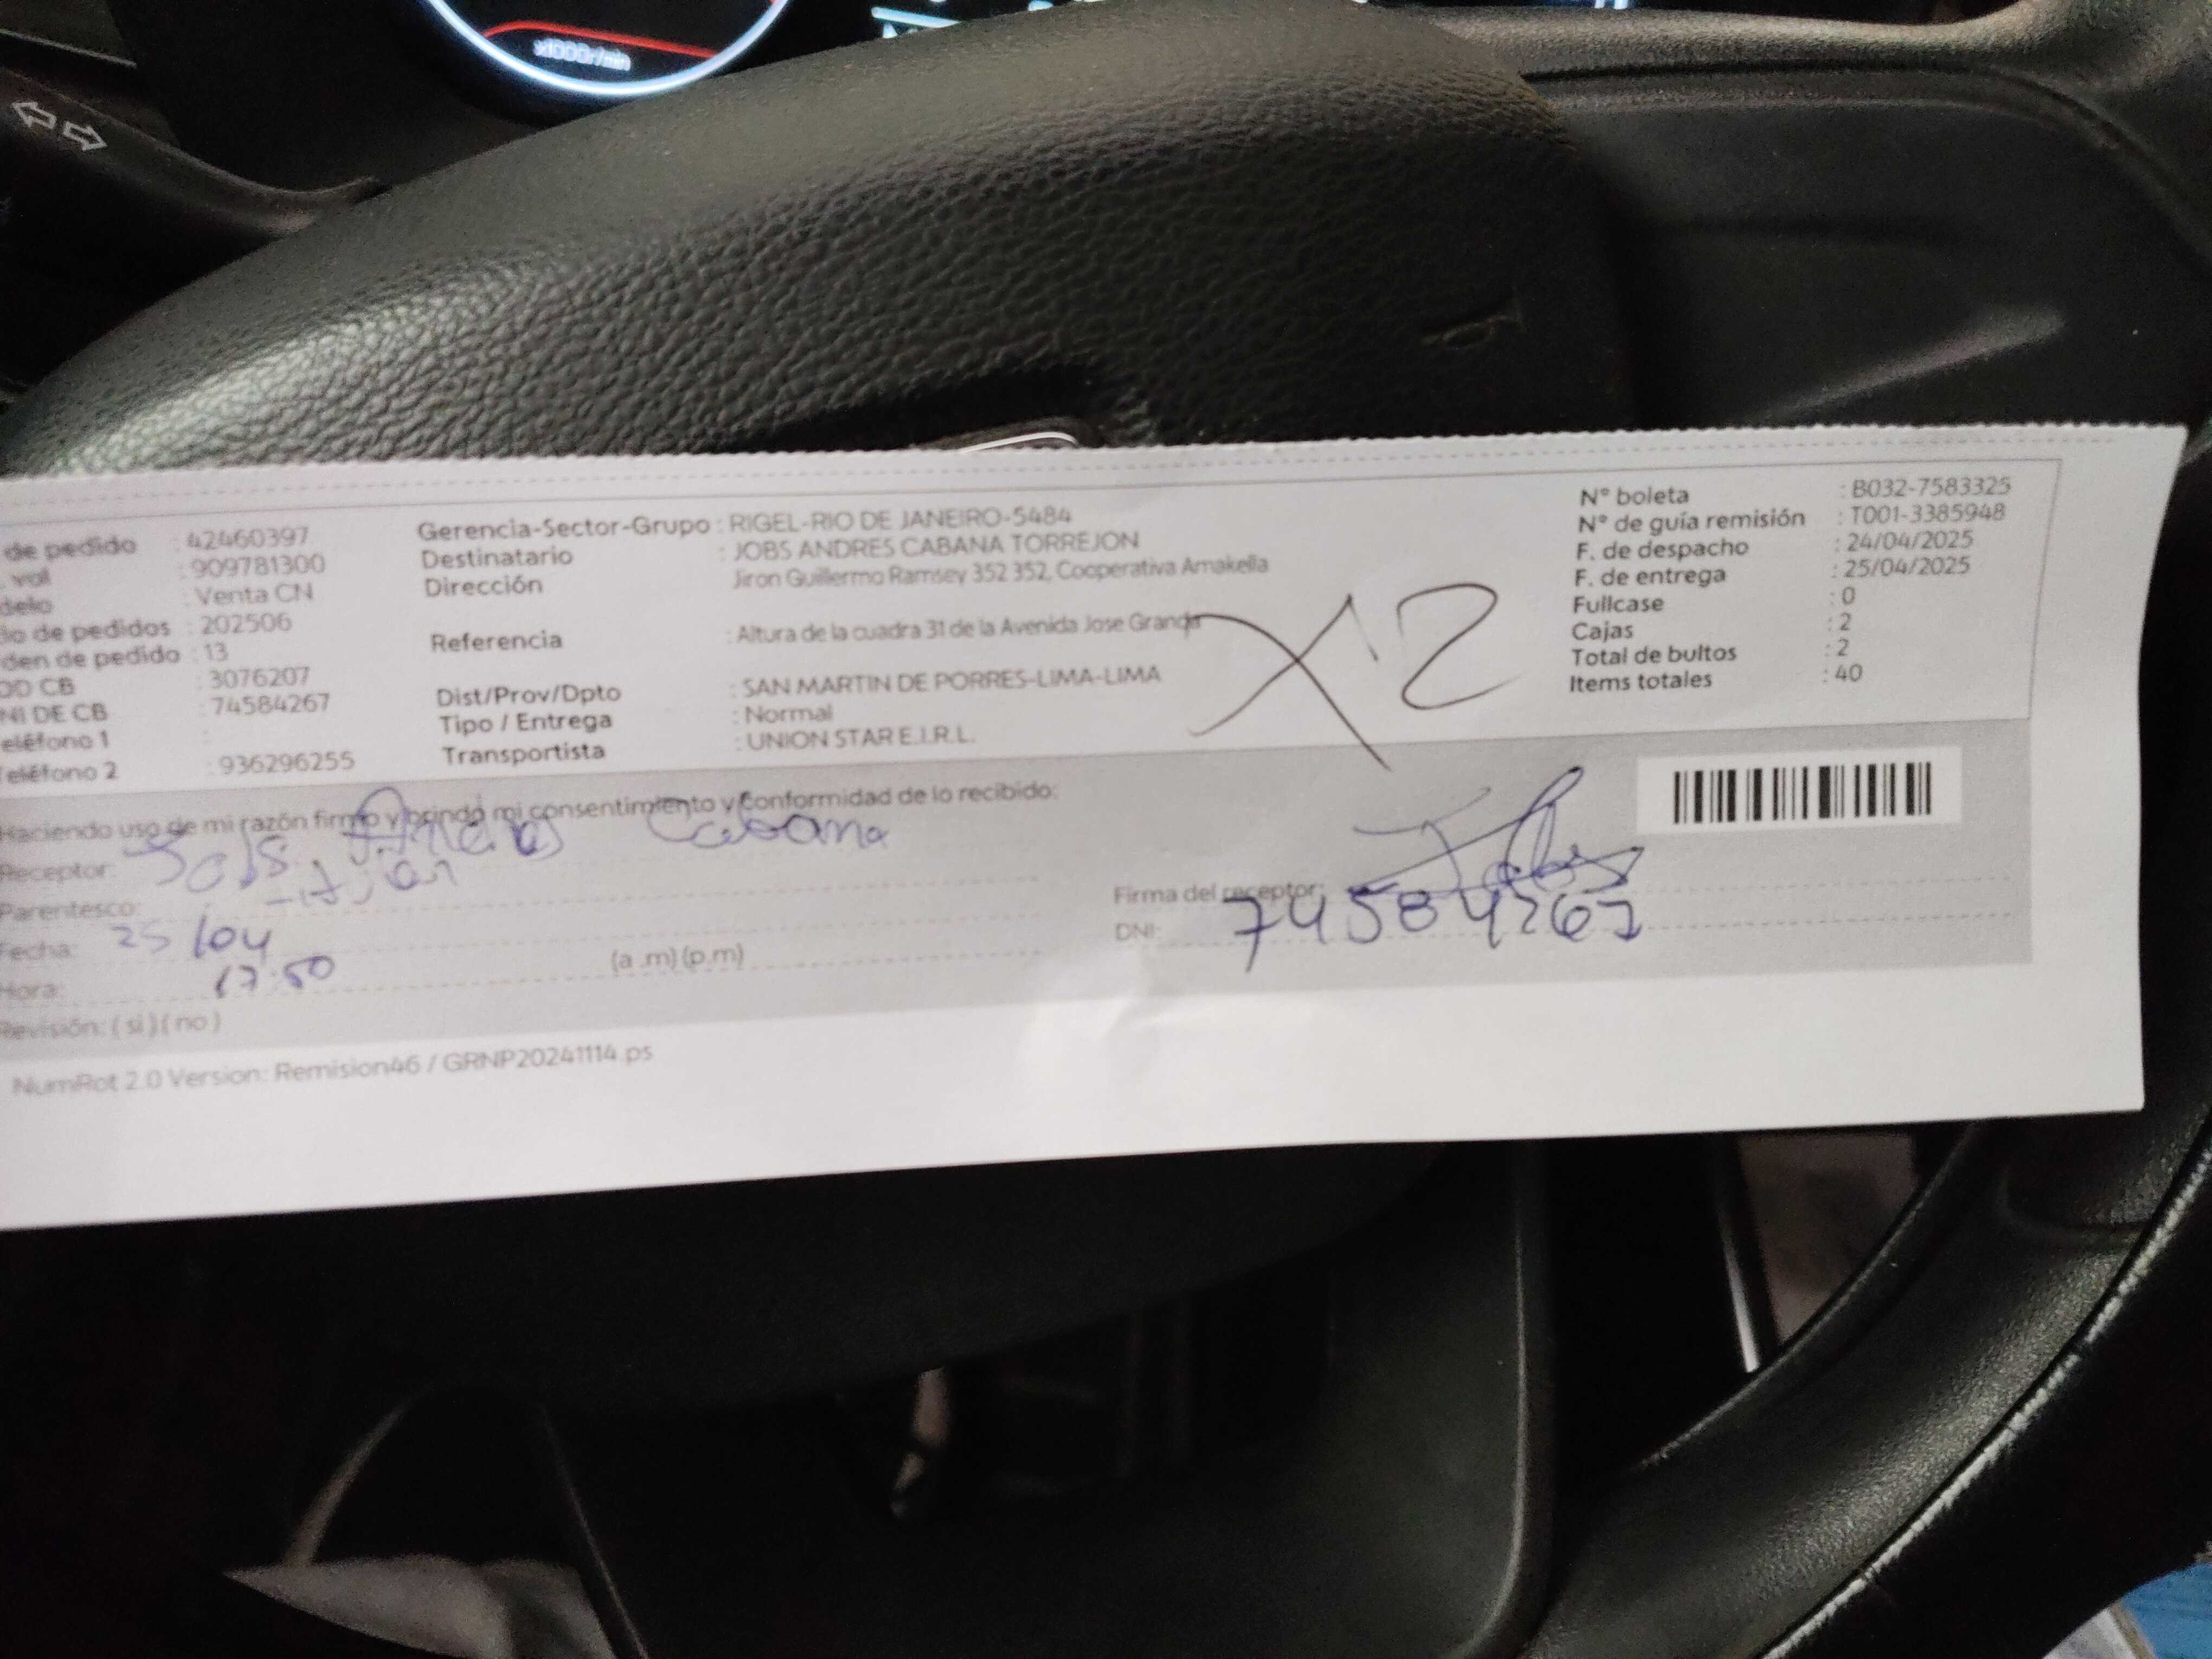 x1000r/min
de pedido : 42460397
. val : 909781300
delo : Venta CN
io de pedidos : 202506
den de pedido : 13
OD CB 3076207
NI DE CB : 74584267
eléfono 1 :
Teléfono 2 : 936296255
Gerencia-Sector-Grupo : RIGEL-RIO DE JANEIRO-5484
Destinatario : JOBS ANDRES CABANA TORREJON
Dirección Jiron Guillermo Ramsey 352 352, Cooperativa Amakella
Referencia : Altura de la cuadra 31 de la Avenida Jose Granda
Dist/Prov/Dpto : SAN MARTIN DE PORRES-LIMA-LIMA
Tipo / Entrega : Normal
Transportista : UNION STAR E.I.R.L.
X2
N° boleta : B032-7583325
N° de guía remisión : T001-3385948
F. de despacho : 24/04/2025
F. de entrega : 25/04/2025
Fullcase : 0
Cajas : 2
Total de bultos : 2
Items totales : 40
Haciendo uso de mi razón firmo y brindo mi consentimiento y conformidad de lo recibido:
Receptor: Jobs Andres Cabana
Parentesco:
Fecha: 25/04
Hora: 17:50 (a .m) (p.m)
Firma del receptor:
DNI: 74584267
Revisión: ( si ) ( no )
NumRot 2.0 Version: Remision46 / GRNP20241114.ps